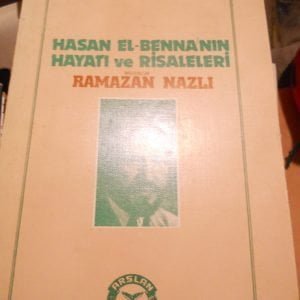 HASAN EL-BENNA'NIN
HAYATI ve RİSALELERİ
RAMAZAN NAZLI
ARSLAN